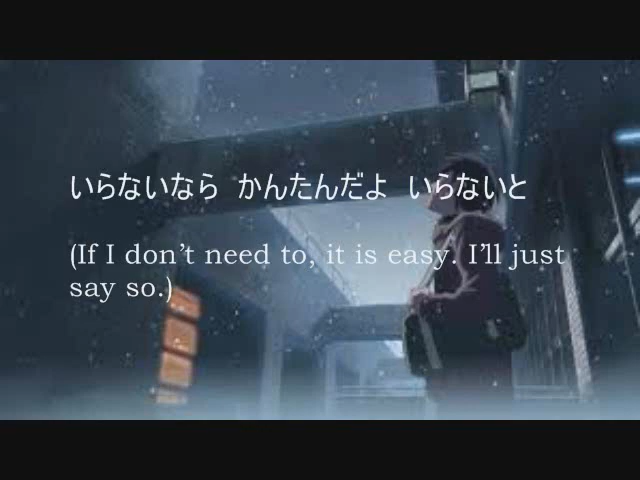 いらないなら かんたんだよ いらないと
(If I don’t need to, it is easy. I’ll just
say so.)